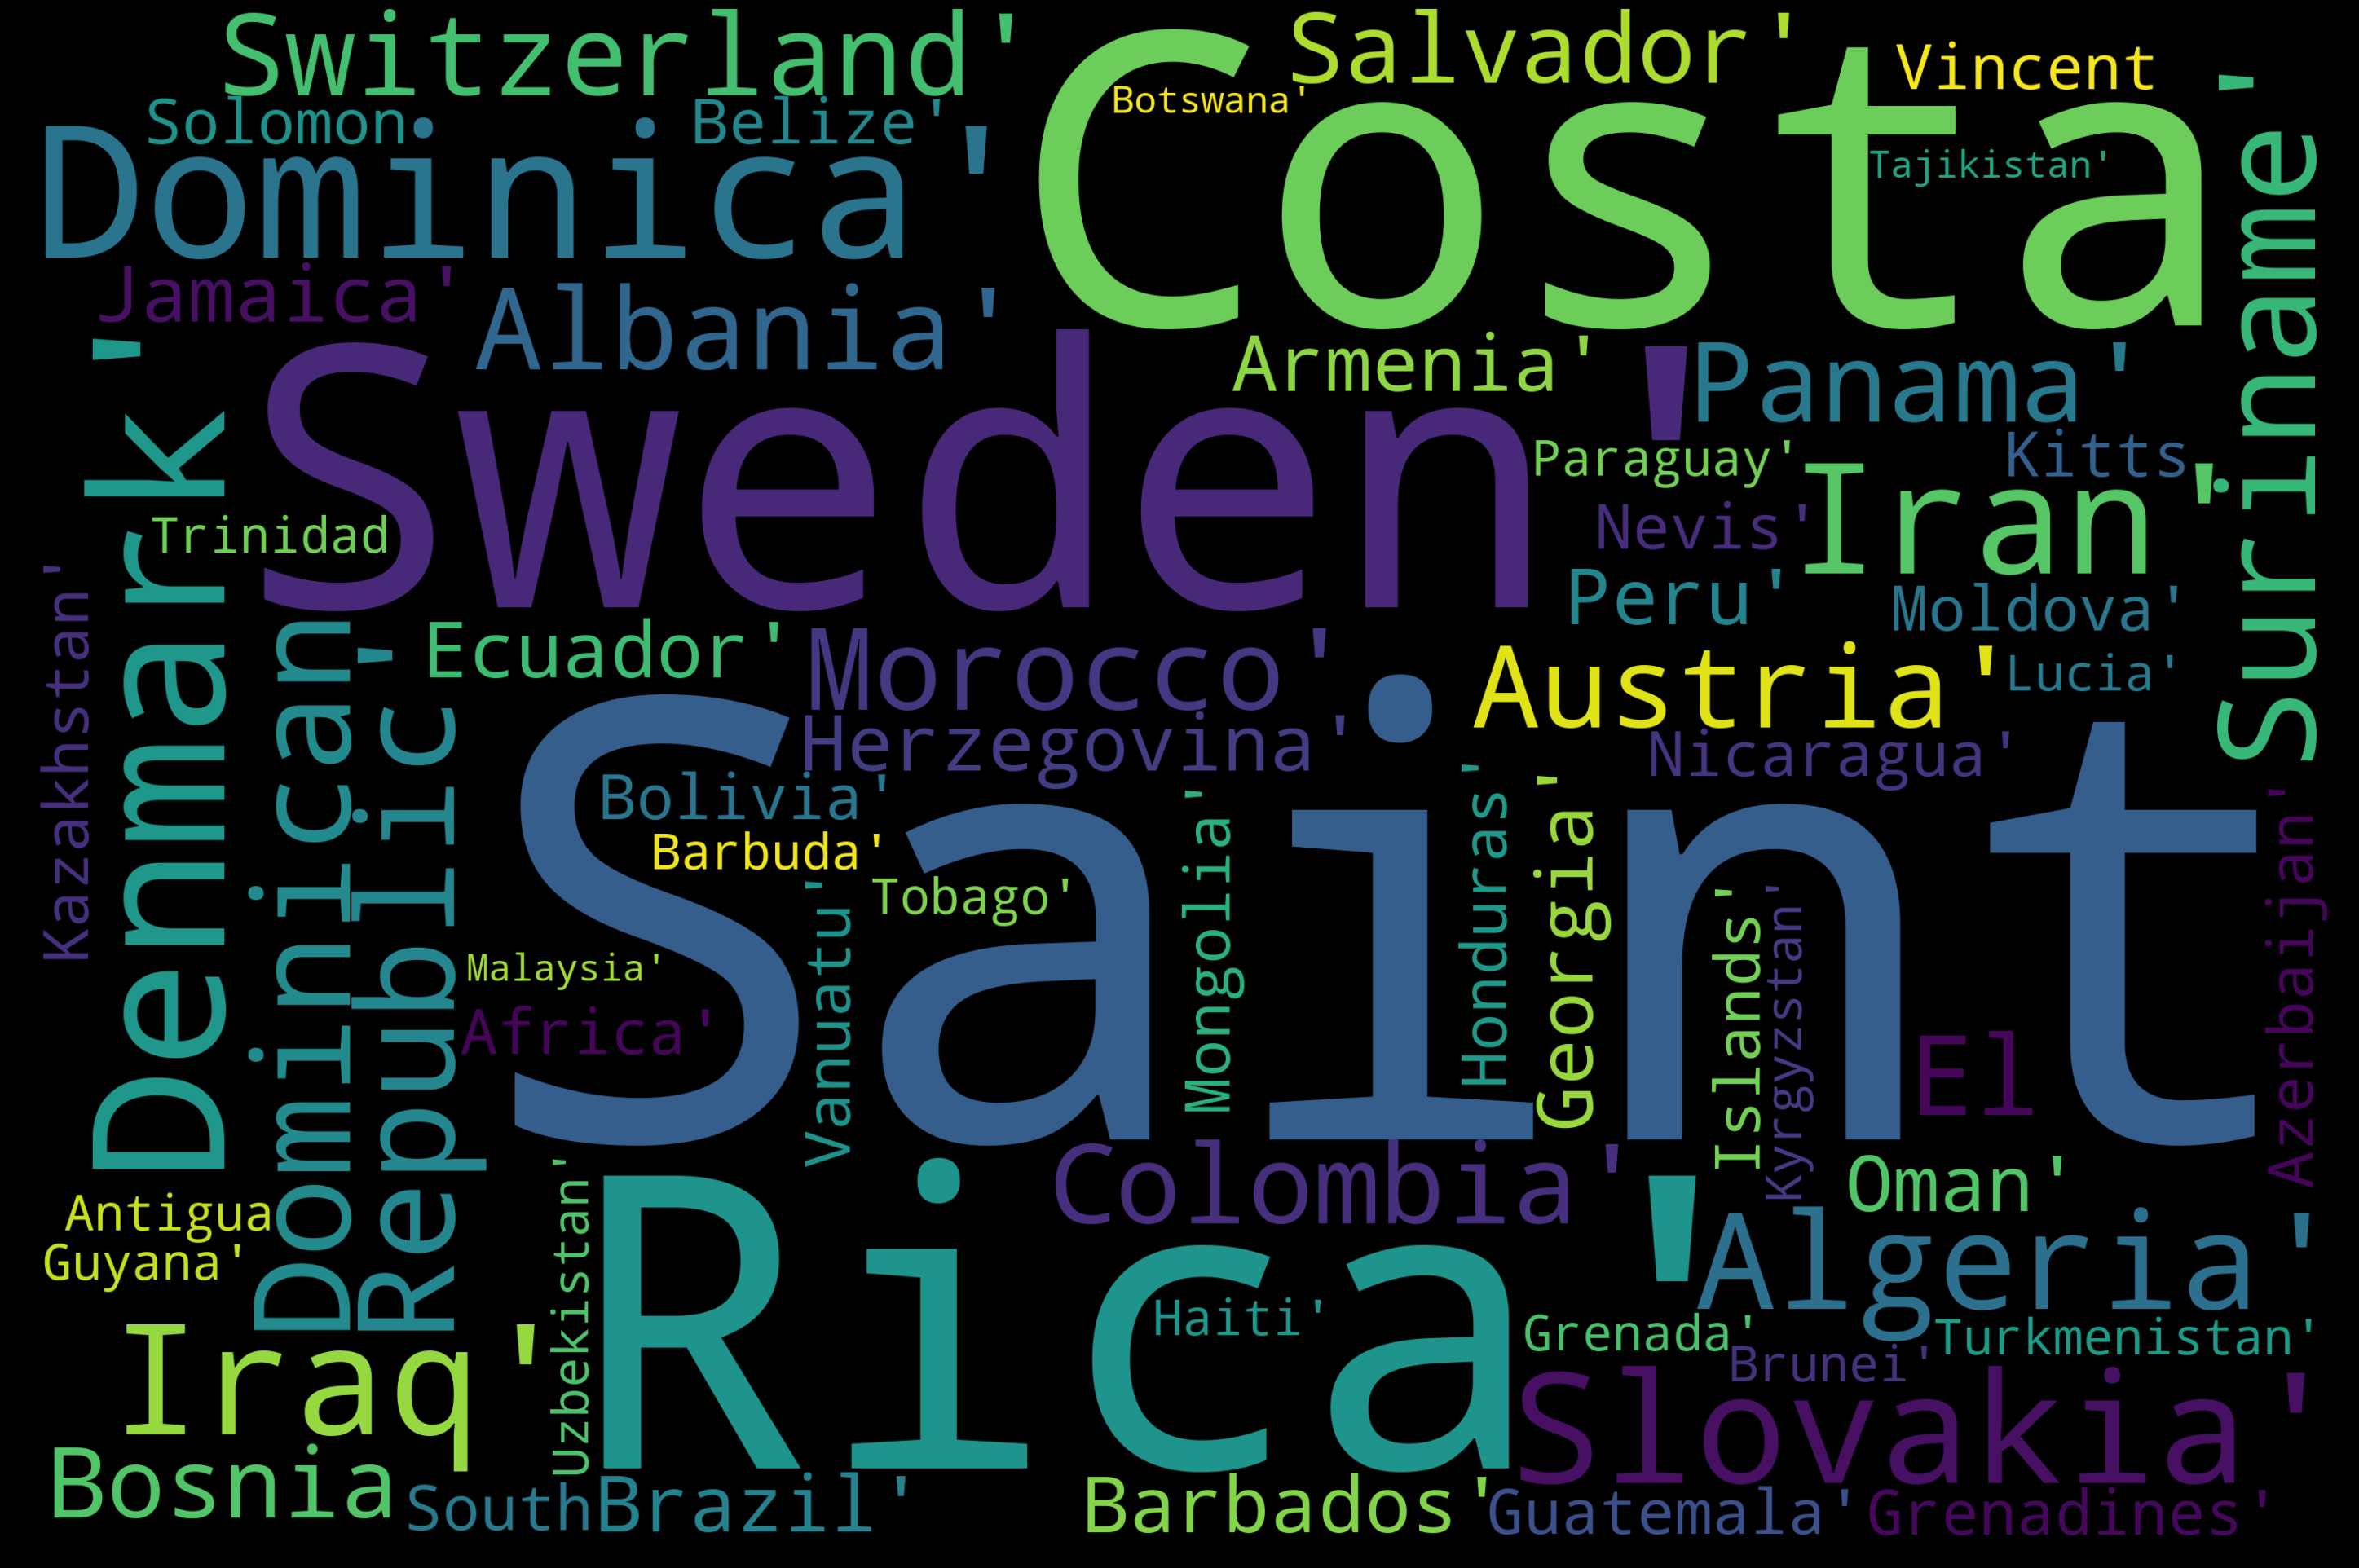 Switzerland'
Salvador'
Vincent
Costa
Botswana'
Solomon
Belize'
Dominica'
Tajikistan'
Suriname'
Jamaica'
Albania'
Armenia'
Panama'
Denmark'
Sweden'
Paraguay'
Kitts
Iran'
Trinidad
Nevis'
Peru'
Moldova'
Kazakhstan'
Ecuador'
Morocco'
Austria'
Lucia'
Dominican
Republic'
Herzegovina'
Nicaragua'
Saint
Bolivia'
Barbuda'
Tobago'
Vanuatu'
Mongolia'
Honduras'
Georgia'
Islands'
Kyrgyzstan'
Azerbaijan'
Malaysia'
Africa'
El
Colombia'
Oman'
Antigua
Guyana'
Uzbekistan'
Rica'
Algeria'
Haiti'
Grenada'
Turkmenistan'
Brunei'
Iraq'
Slovakia'
Bosnia
South
Brazil'
Barbados'
Guatemala'
Grenadines'